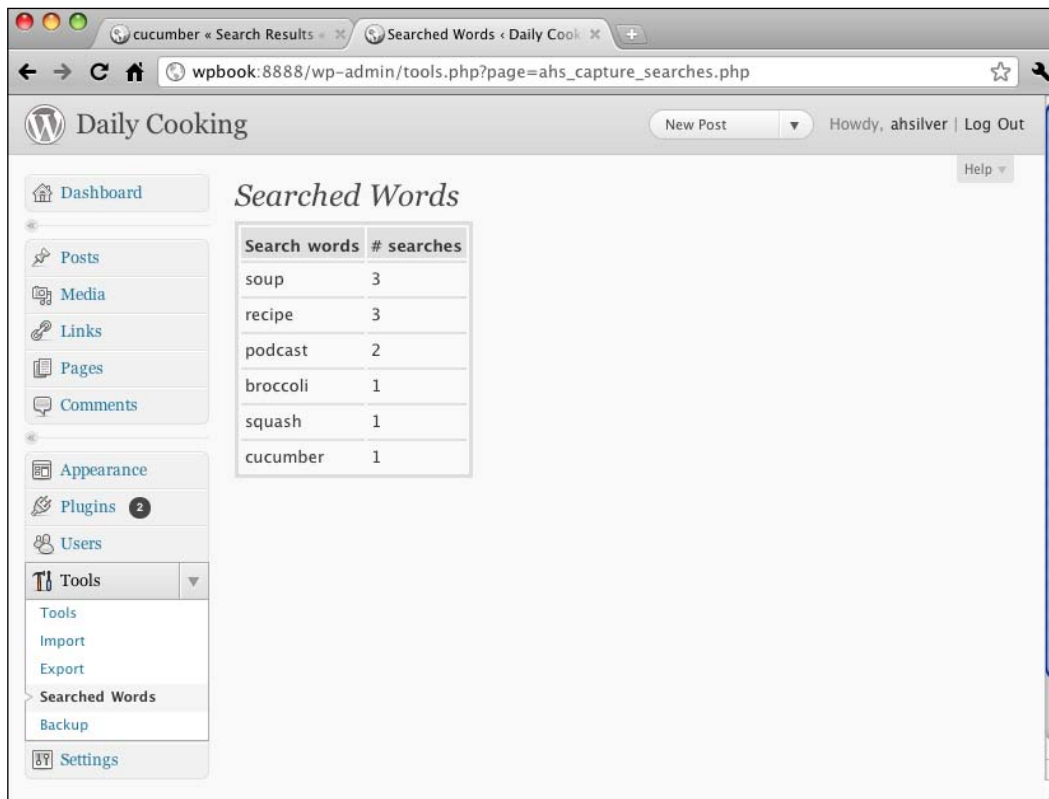 cucumber « Search Results «
Searched Words ‹ Daily Cook
wpbook:8888/wp-admin/tools.php?page=ahs_capture_searches.php
Daily Cooking
New Post
Howdy, ahsilver | Log Out
Help
Dashboard
Posts
Media
Links
Pages
Comments
Appearance
Plugins 2
Users
Tools
Tools
Import
Export
Searched Words
Backup
Settings
Searched Words
Search words # searches
soup 3
recipe 3
podcast 2
broccoli 1
squash 1
cucumber 1